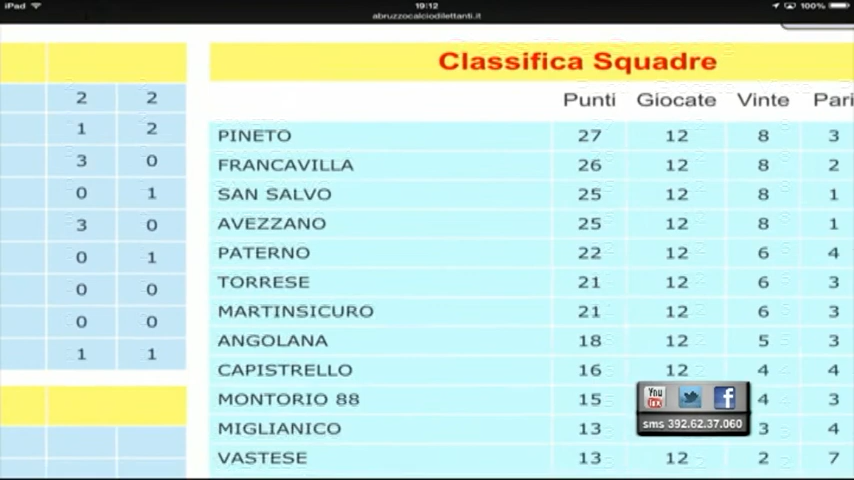 iPad 19:12 100%
abruzzocalciodilettanti.it
Classifica Squadre
Punti Giocate Vinte Pari
2 2
1 2
3 0
0 1
3 0
0 1
0 0
0 0
1 1
PINETO 27 12 8 3
FRANCAVILLA 26 12 8 2
SAN SALVO 25 12 8 1
AVEZZANO 25 12 8 1
PATERNO 22 12 6 4
TORRESE 21 12 6 3
MARTINSICURO 21 12 6 3
ANGOLANA 18 12 5 3
CAPISTRELLO 16 12 4 4
MONTORIO 88 15 4 3
MIGLIANICO 13 3 4
VASTESE 13 12 2 7
You
sms 392.62.37.060